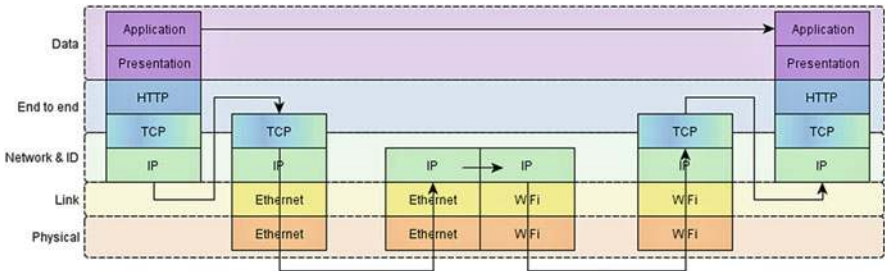 Data
End to end
Network & ID
Link
Physical
Application
Presentation
HTTP
TCP
IP
TCP
IP
Ethernet
Ethernet
IP
IP
Ethernet
WiFi
Ethernet
WiFi
TCP
IP
WiFi
WiFi
Application
Presentation
HTTP
TCP
IP